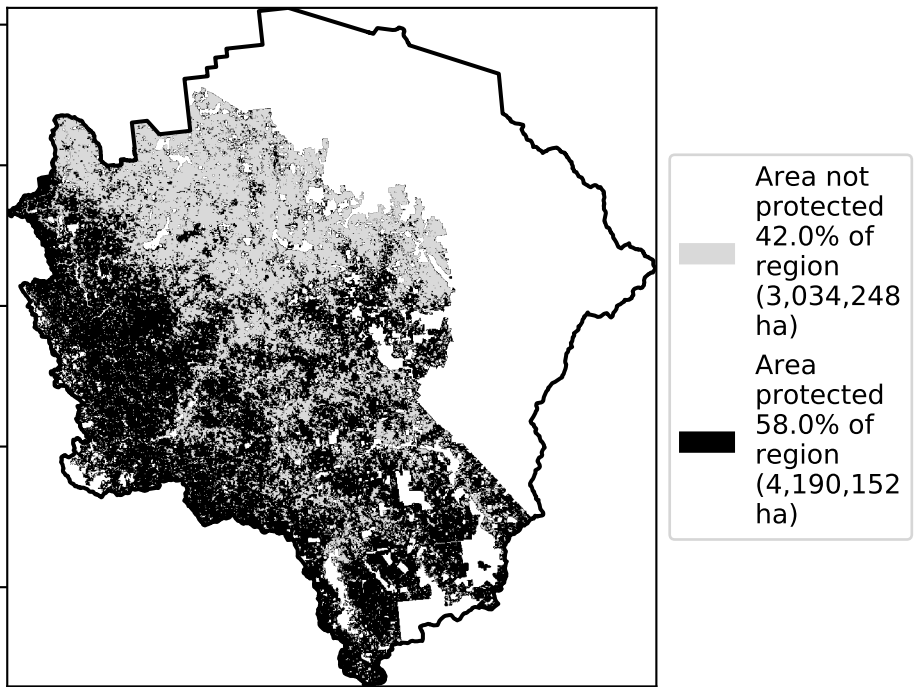 Area not
protected
42.0% of
region
(3,034,248
ha)
Area
protected
58.0% of
region
(4,190,152
ha)